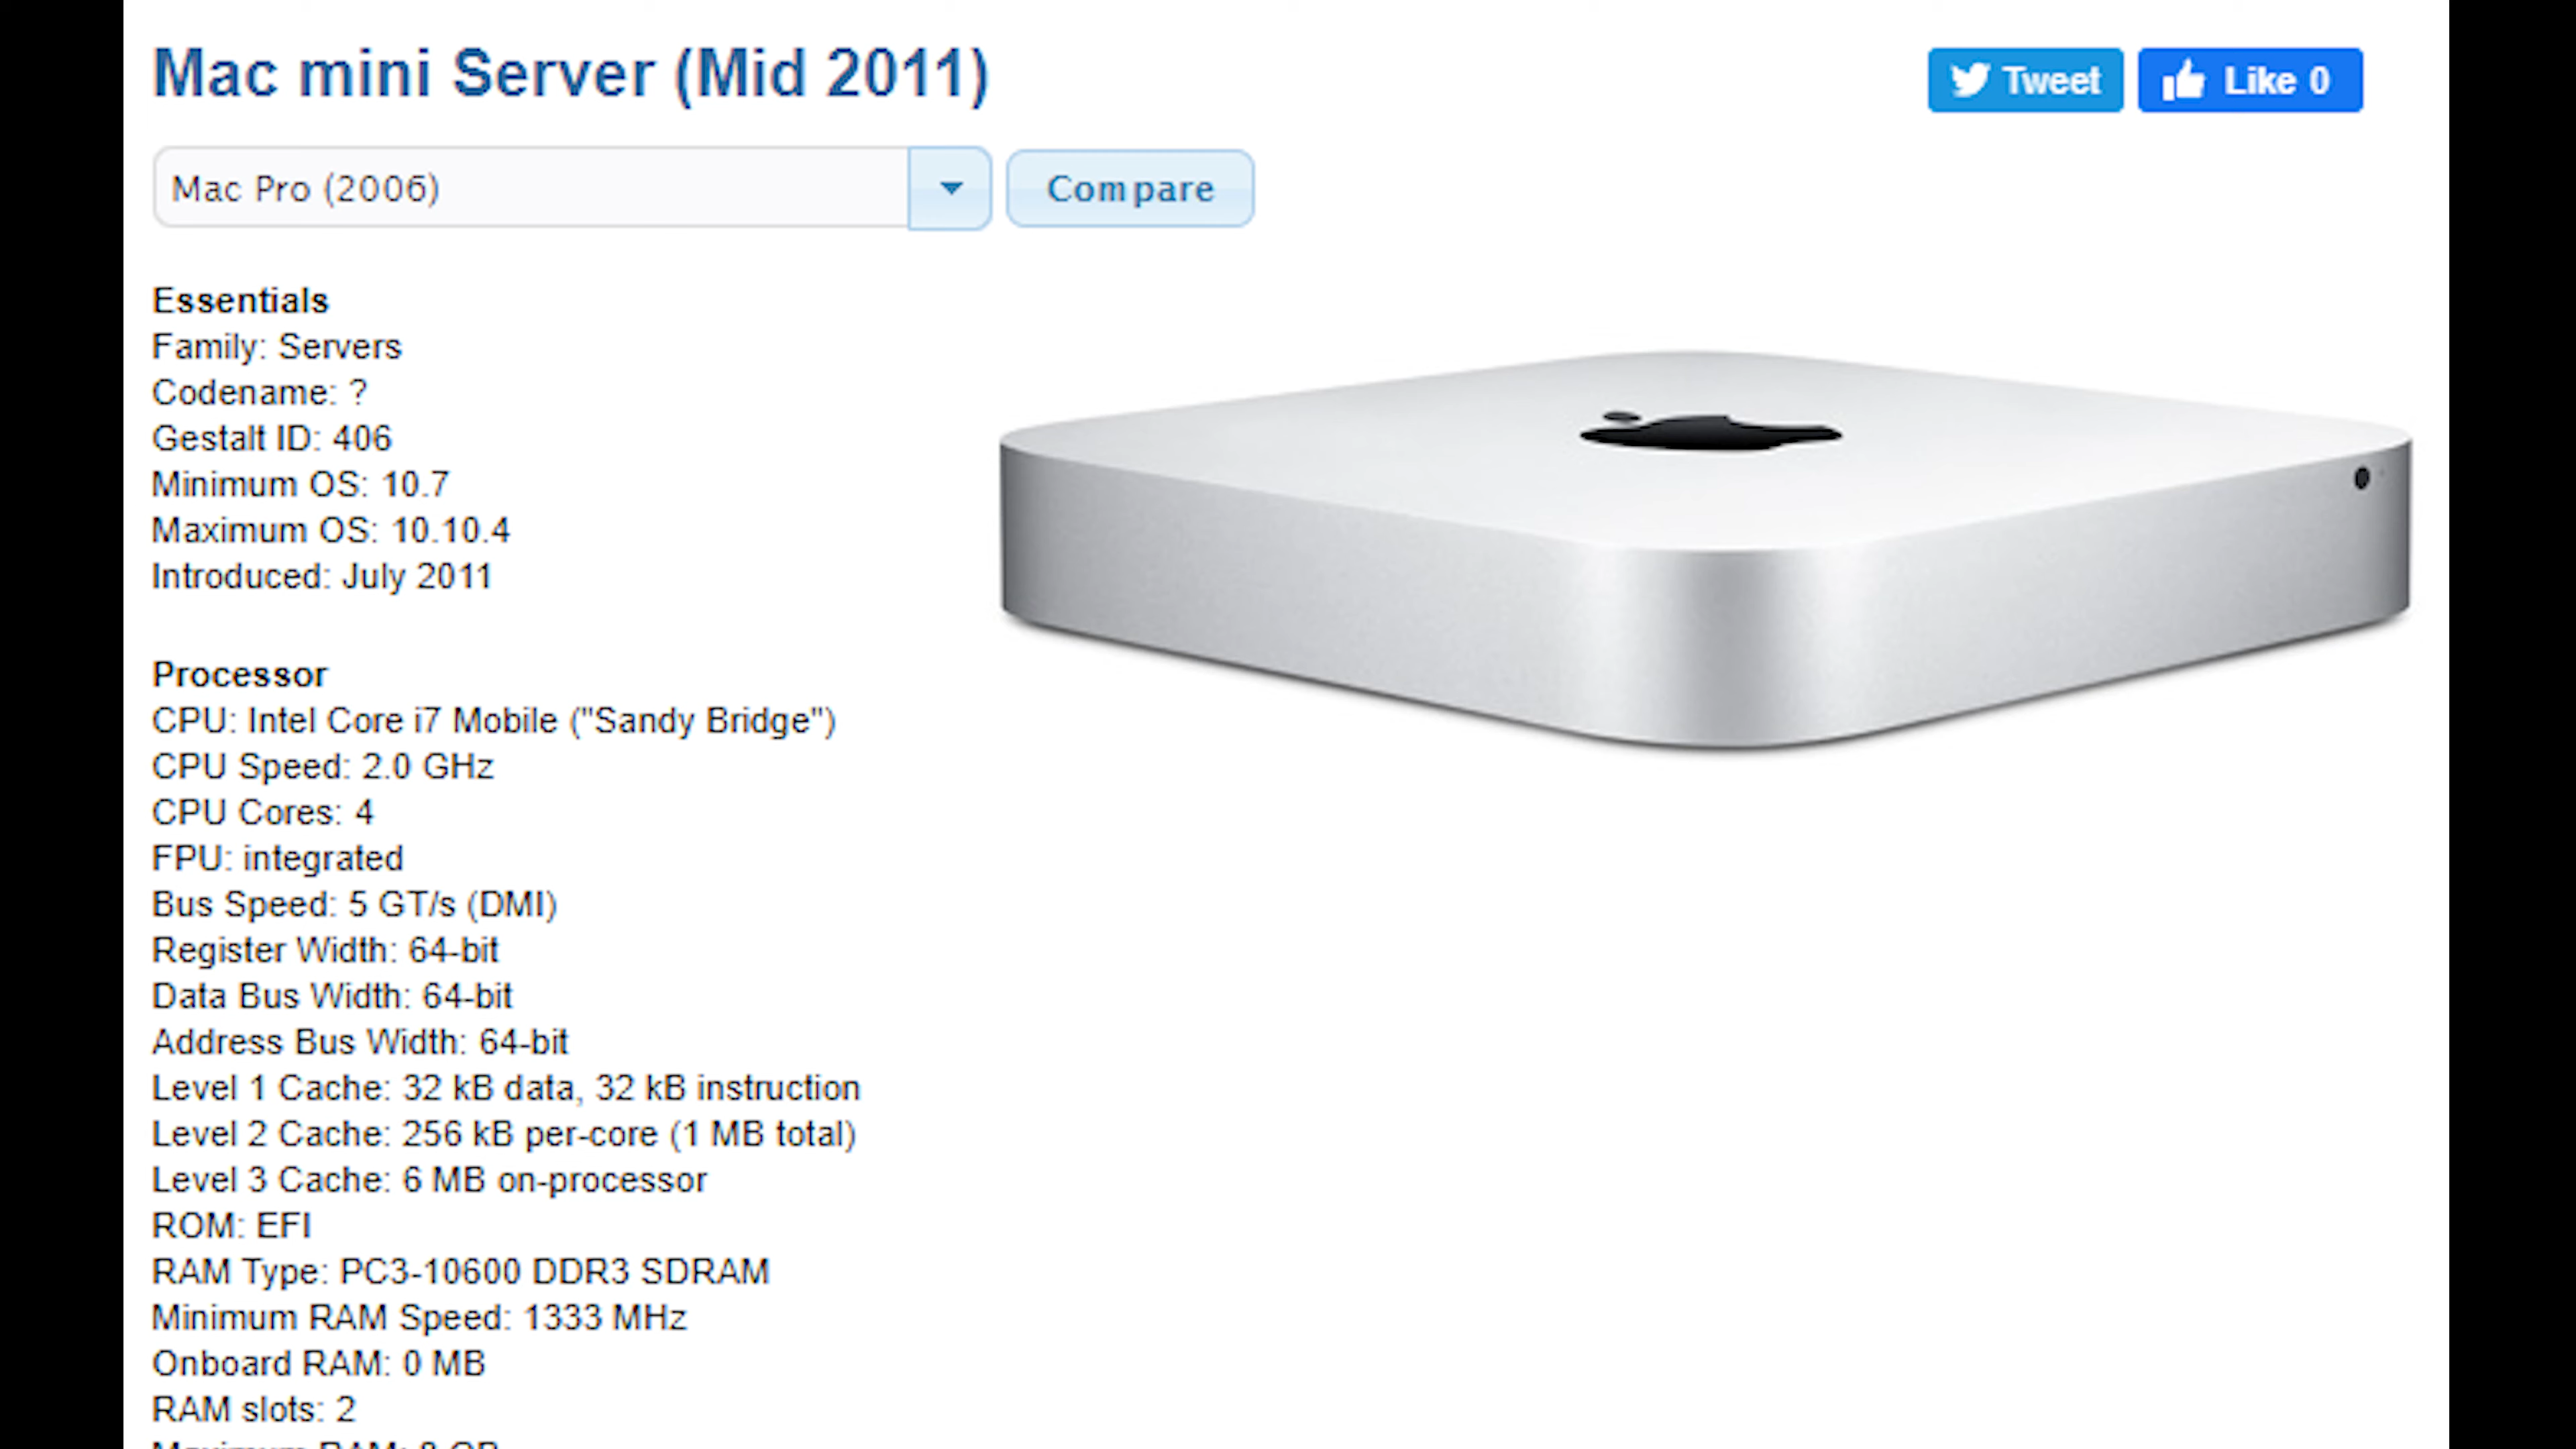 Mac mini Server (Mid 2011)
Tweet
Like 0
Mac Pro (2006)
Compare
Essentials
Family: Servers
Codename: ?
Gestalt ID: 406
Minimum OS: 10.7
Maximum OS: 10.10.4
Introduced: July 2011
Processor
CPU: Intel Core i7 Mobile ("Sandy Bridge")
CPU Speed: 2.0 GHz
CPU Cores: 4
FPU: integrated
Bus Speed: 5 GT/s (DMI)
Register Width: 64-bit
Data Bus Width: 64-bit
Address Bus Width: 64-bit
Level 1 Cache: 32 kB data, 32 kB instruction
Level 2 Cache: 256 kB per-core (1 MB total)
Level 3 Cache: 6 MB on-processor
ROM: EFI
RAM Type: PC3-10600 DDR3 SDRAM
Minimum RAM Speed: 1333 MHz
Onboard RAM: 0 MB
RAM slots: 2